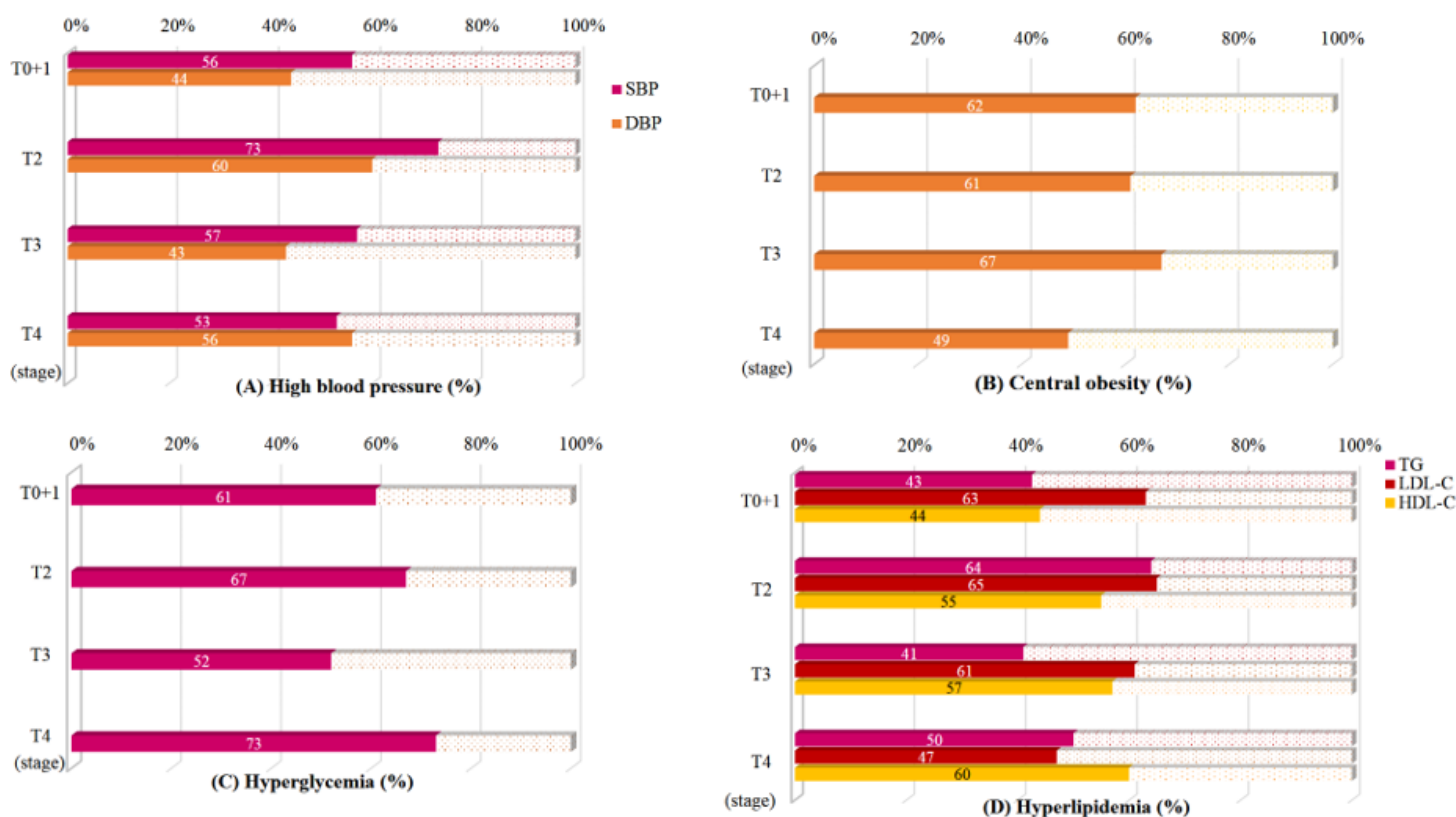 0% 20% 40% 60% 80% 100%
T0+1
56
44
T2
73
60
T3
57
43
T4
53
56
(stage)
SBP
DBP
(A) High blood pressure (%)
0% 20% 40% 60% 80% 100%
T0+1
62
T2
61
T3
67
T4
49
(stage)
(B) Central obesity (%)
0% 20% 40% 60% 80% 100%
T0+1
61
T2
67
T3
52
T4
73
(stage)
(C) Hyperglycemia (%)
0% 20% 40% 60% 80% 100%
TG
LDL-C
HDL-C
T0+1
43
63
44
T2
64
65
55
T3
41
61
57
T4
50
47
60
(stage)
(D) Hyperlipidemia (%)